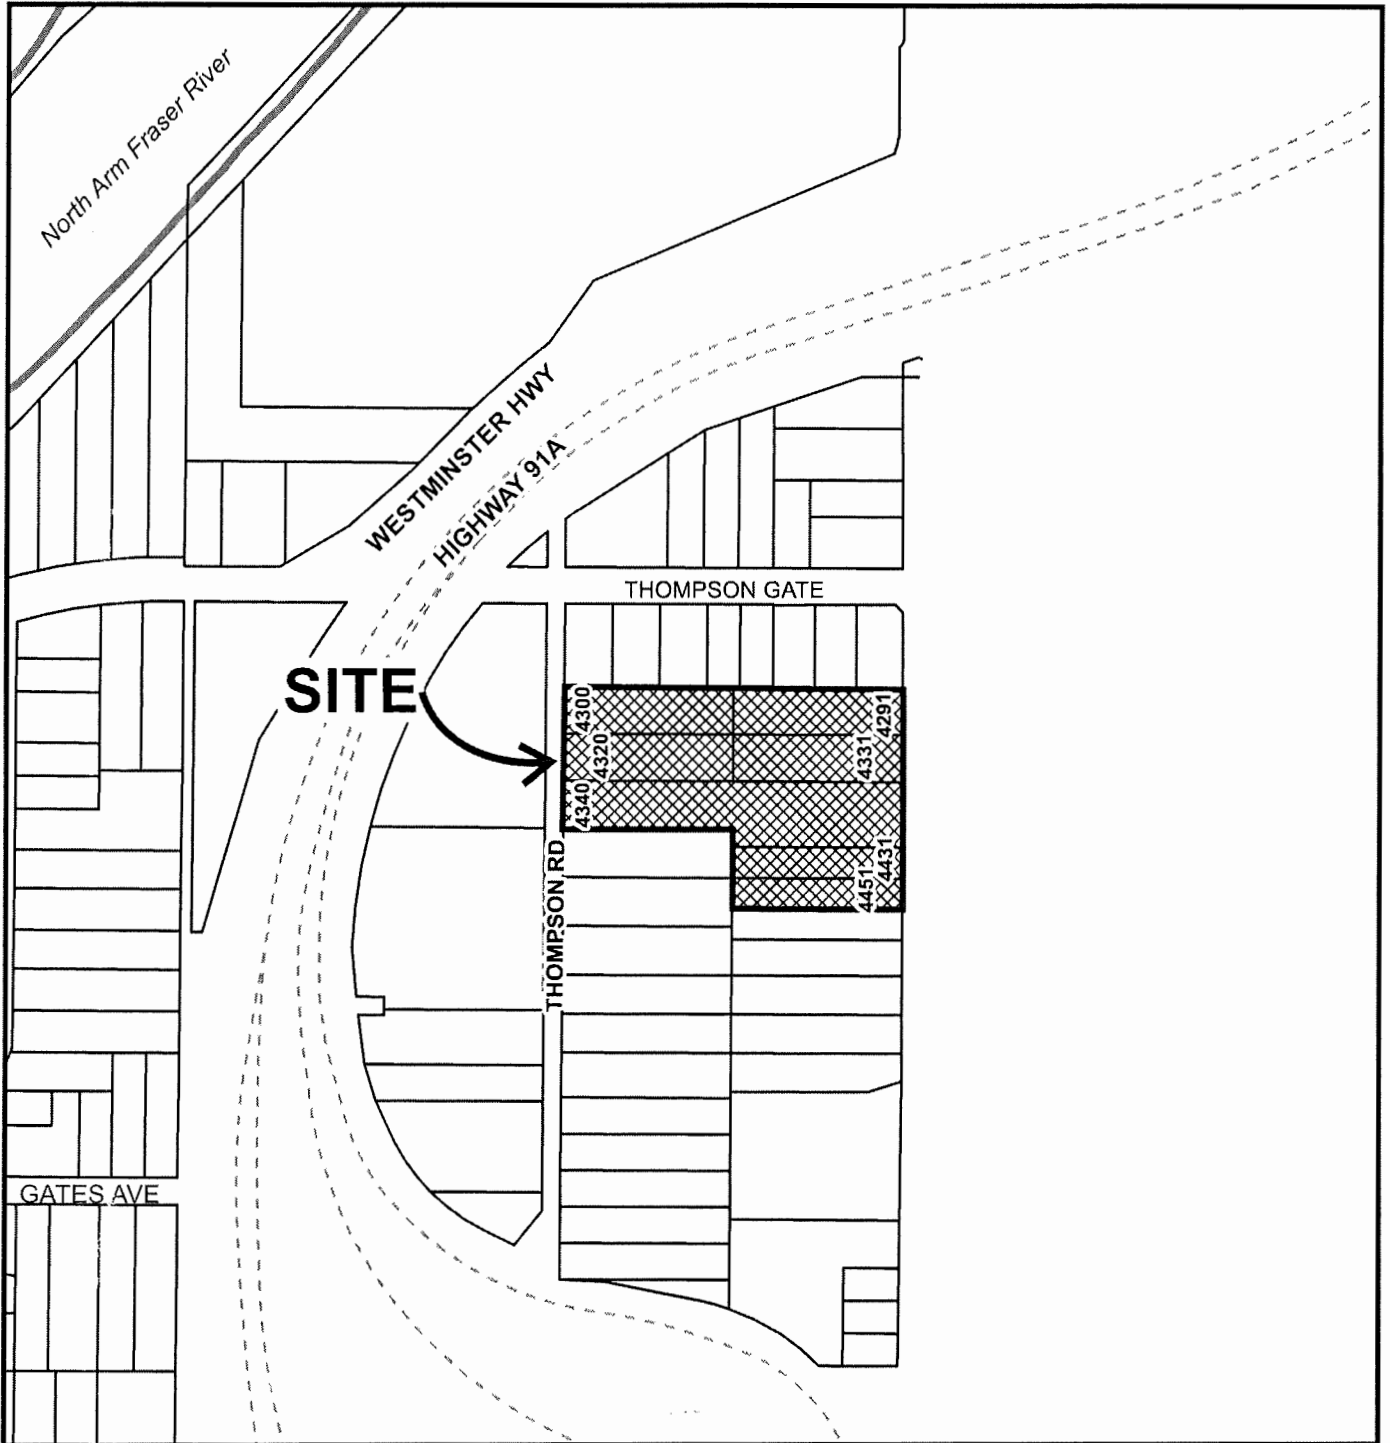 North Arm Fraser River
WESTMINSTER HWY
HIGHWAY 91A
THOMPSON GATE
SITE
4300
4320
4340
4291
4331
4431
4451
THOMPSON RD
GATES AVE